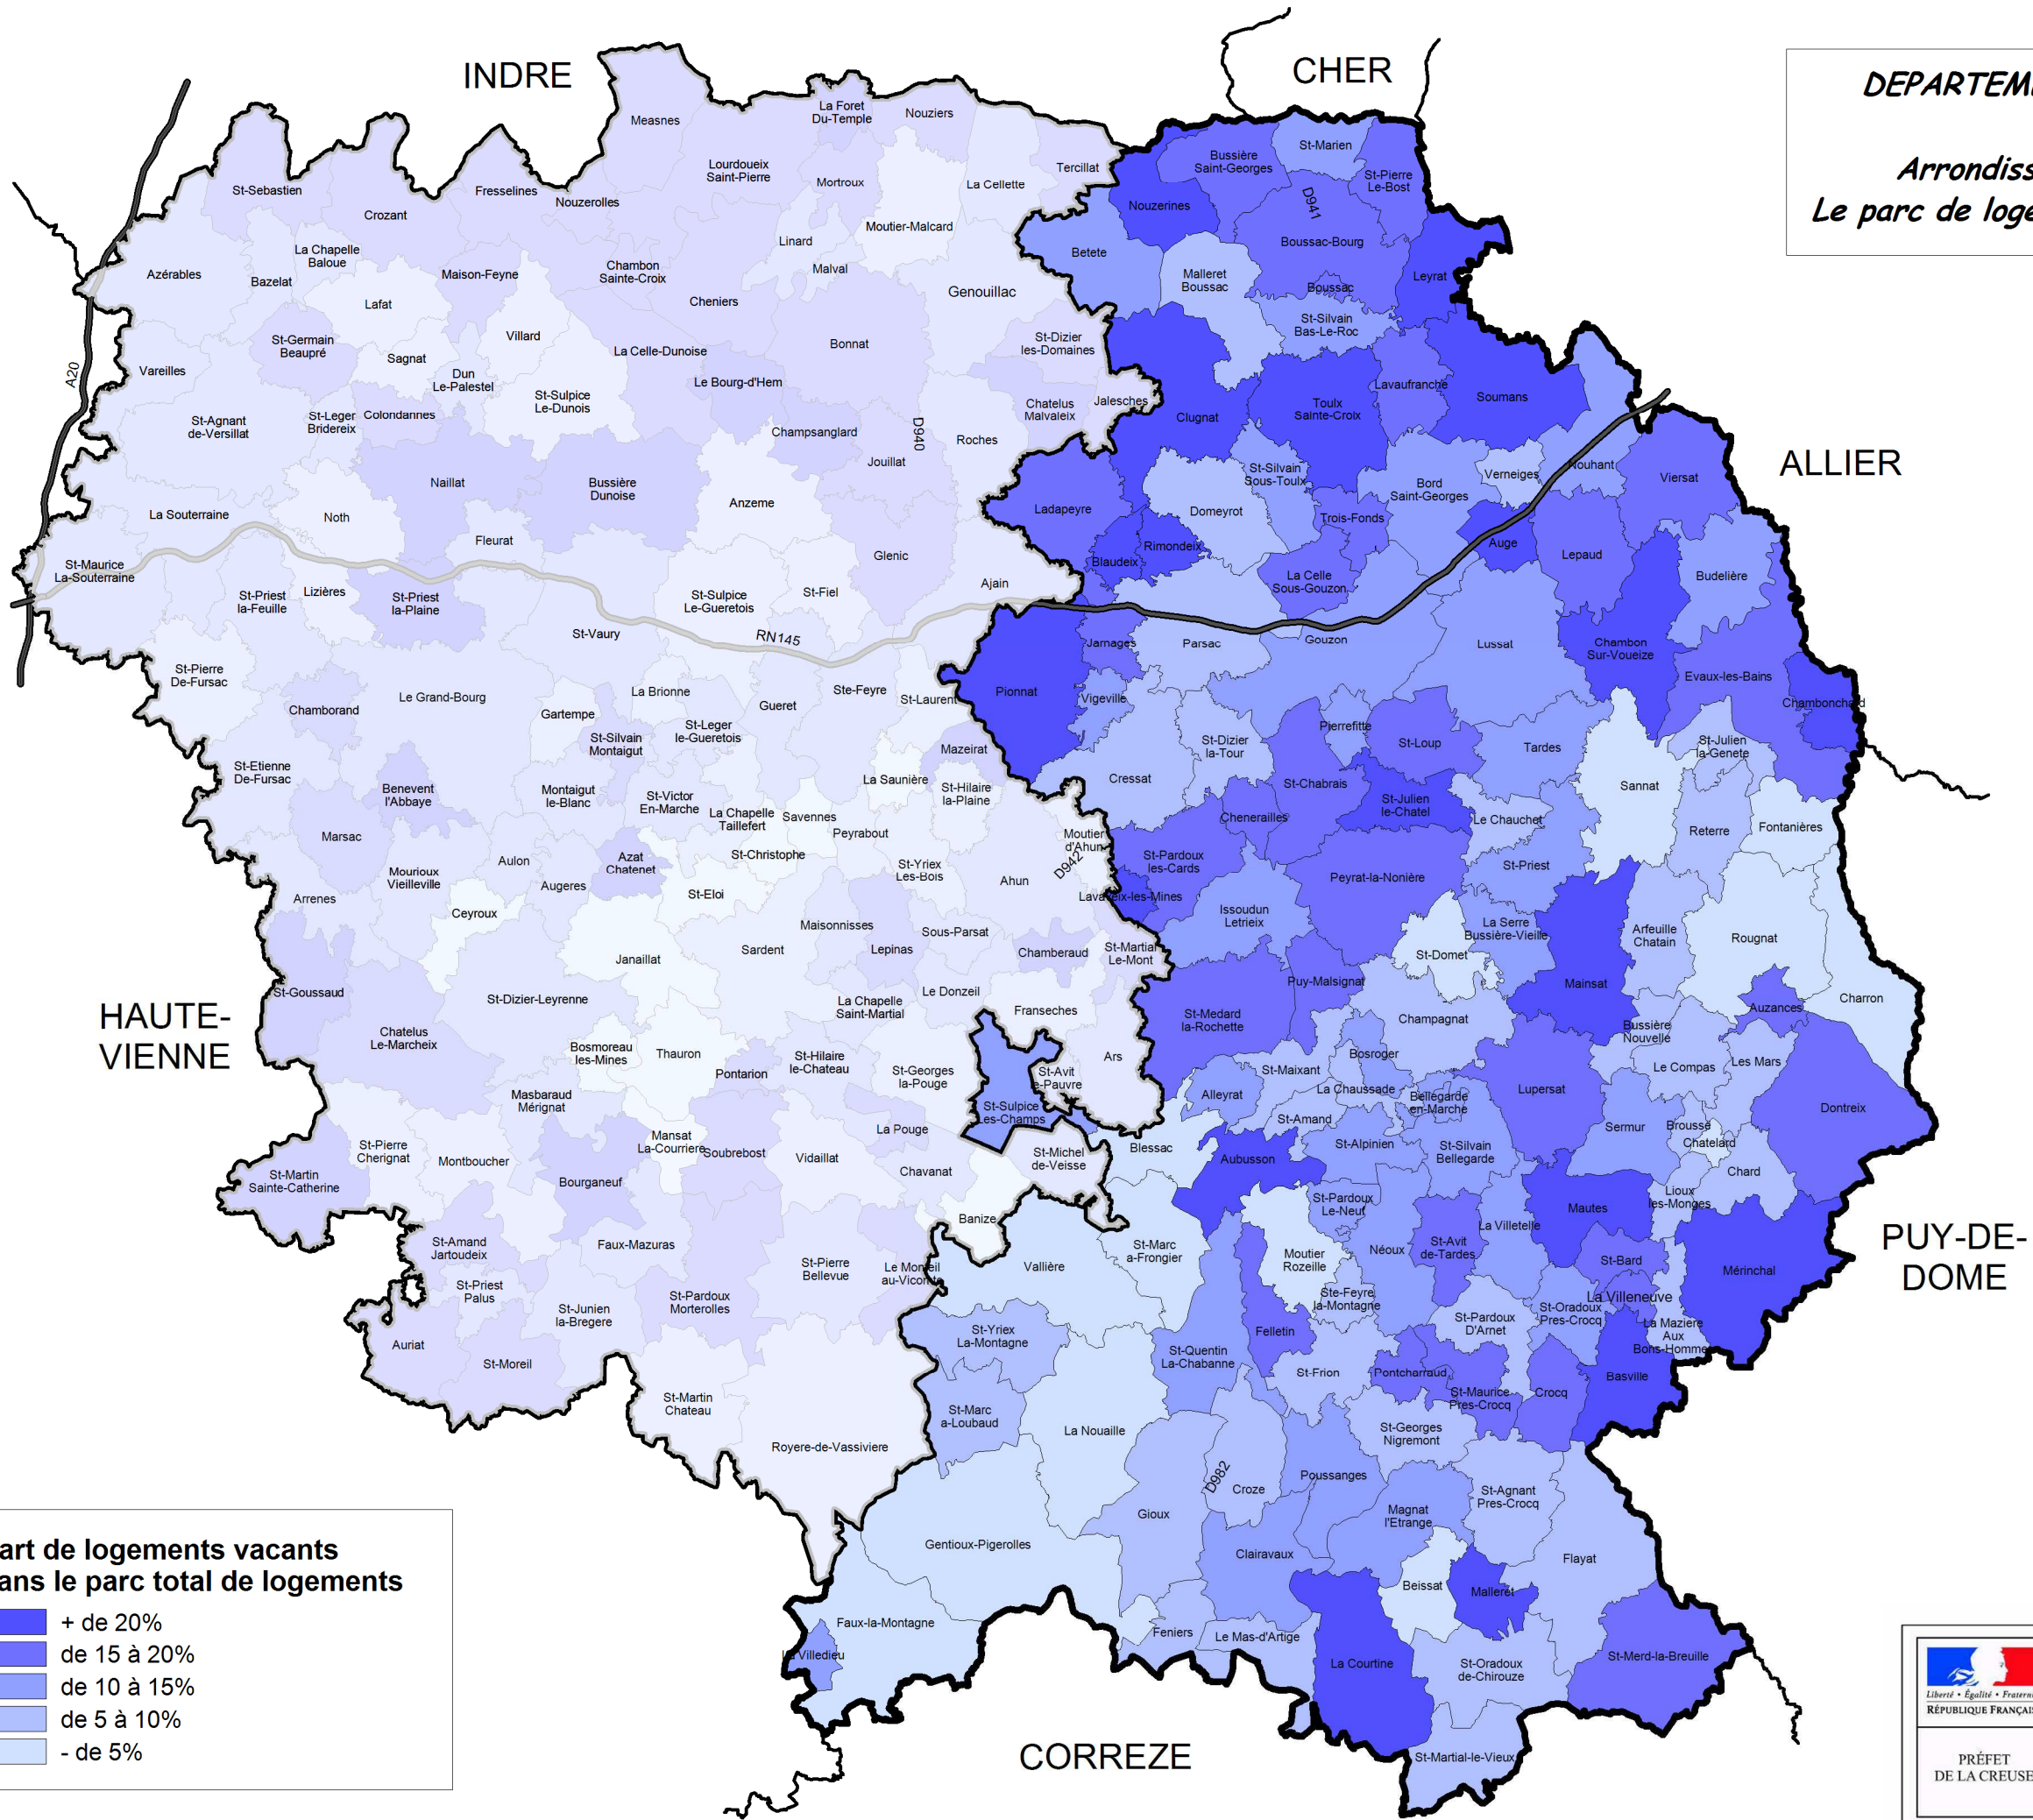 INDRE
CHER
DEPARTEM
Arrondiss
Le parc de loge
ALLIER
PUY-DE-
DOME
CORREZE
HAUTE-
VIENNE
A20
RN145
D940
D941
D942
D982
Measnes
La Foret
Du-Temple
Nouziers
Tercillat
St-Sebastien
Crozant
Fresselines
Nouzerolles
Lourdoueix
Saint-Pierre
Mortroux
La Cellette
Moutier-Malcard
Linard
Malval
Azérables
Bazelat
La Chapelle
Baloue
Lafat
Maison-Feyne
Chambon
Sainte-Croix
Cheniers
Genouillac
Villard
St-Germain
Beaupré
Sagnat
Dun
Le-Palestel
La Celle-Dunoise
Le Bourg-d'Hem
Bonnat
St-Dizier
les-Domaines
Vareilles
St-Agnant
de-Versillat
St-Leger
Bridereix
Colondannes
St-Sulpice
Le-Dunois
Champsanglard
Jouillat
Roches
Chatelus
Malvaleix
Jalesches
Naillat
Bussière
Dunoise
Anzeme
La Souterraine
Noth
Fleurat
Glenic
Ajain
St-Maurice
La-Souterraine
St-Priest
la-Feuille
Lizières
St-Priest
la-Plaine
St-Sulpice
Le-Gueretois
St-Fiel
St-Vaury
St-Pierre
De-Fursac
Chamborand
Le Grand-Bourg
Gartempe
La Brionne
Gueret
Ste-Feyre
St-Laurent
St-Silvain
Montaigut
St-Leger
le-Gueretois
Mazeirat
St-Etienne
De-Fursac
Benevent
l'Abbaye
Montaigut
le-Blanc
St-Victor
En-Marche
La Chapelle
Taillefert
Savennes
La Saunière
St-Hilaire
la-Plaine
Peyrabout
Moutier
d'Ahun
Marsac
Mourioux
Vieilleville
Aulon
Augeres
Azat
Chatenet
St-Christophe
St-Eloi
St-Yriex
Les-Bois
Ahun
Arrenes
Ceyroux
Janaillat
Sardent
Maisonnisses
Lepinas
Sous-Parsat
Chamberaud
St-Martial
Le-Mont
St-Goussaud
St-Dizier-Leyrenne
La Chapelle
Saint-Martial
Le Donzeil
Franseches
Chatelus
Le-Marcheix
Bosmoreau
les-Mines
Thauron
Pontarion
St-Hilaire
le-Chateau
St-Georges
la-Pouge
Ars
St-Avit
le-Pauvre
St-Sulpice
Les-Champs
Masbaraud
Mérignat
Mansat
La-Courriere
Soubrebost
Vidaillat
La Pouge
Chavanat
St-Michel
de-Veisse
St-Pierre
Cherignat
Montboucher
Bourganeuf
St-Martin
Sainte-Catherine
Banize
St-Amand
Jartoudeix
Faux-Mazuras
St-Pierre
Bellevue
Le Monteil
au-Vicomte
St-Priest
Palus
St-Junien
la-Bregere
St-Pardoux
Morterolles
Auriat
St-Moreil
St-Martin
Chateau
Royere-de-Vassiviere
Bussière
Saint-Georges
St-Marien
St-Pierre
Le-Bost
Nouzerines
Betete
Malleret
Boussac
Boussac-Bourg
Boussac
Leyrat
St-Silvain
Bas-Le-Roc
Clugnat
Toulx
Sainte-Croix
Lavaufranche
Soumans
Ladapeyre
Domeyrot
St-Silvain
Sous-Toulx
Bord
Saint-Georges
Verneiges
Nouhant
Viersat
Trois-Fonds
Auge
Lepaud
Budelière
Blaudeix
Rimondeix
La Celle
Sous-Gouzon
Jarnages
Parsac
Gouzon
Lussat
Chambon
Sur-Voueize
Evaux-les-Bains
Chambonchard
Pionnat
Vigeville
Cressat
St-Dizier
la-Tour
Pierrefitte
St-Loup
Tardes
St-Julien
la-Genete
Sannat
St-Chabrais
St-Julien
le-Chatel
Le Chauchet
Reterre
Fontanières
Chenerailles
St-Pardoux
les-Cards
Peyrat-la-Nonière
St-Priest
Lavaveix-les-Mines
Issoudun
Letrieix
La Serre
Bussière-Vieille
Arfeuille
Chatain
Rougnat
St-Domet
Mainsat
Charron
Puy-Malsignat
St-Medard
la-Rochette
Champagnat
Bussière
Nouvelle
Auzances
Bosroger
Le Compas
Les Mars
Alleyrat
St-Maixant
La Chaussade
Bellegarde
en-Marche
Lupersat
Dontreix
St-Amand
St-Alpinien
St-Silvain
Bellegarde
Sermur
Brousse
Chatelard
Chard
Blessac
Aubusson
St-Pardoux
Le-Neuf
La Villetelle
Mautes
Lioux
les-Monges
St-Marc
a-Frongier
Moutier
Rozeille
Néoux
St-Avit
de-Tardes
St-Bard
Mérinchal
Vallière
Ste-Feyre
la-Montagne
La Villeneuve
St-Oradoux
Pres-Crocq
St-Pardoux
D'Arnet
La Maziere
Aux
Bons-Hommes
St-Yriex
La-Montagne
St-Quentin
La-Chabanne
Felletin
St-Frion
Pontcharraud
St-Maurice
Pres-Crocq
Crocq
Basville
St-Marc
a-Loubaud
La Nouaille
St-Georges
Nigremont
Gioux
Croze
Poussanges
Magnat
l'Etrange
St-Agnant
Pres-Crocq
Gentioux-Pigerolles
Clairavaux
Flayat
Beissat
Malleret
Faux-la-Montagne
La Villedieu
Feniers
Le Mas-d'Artige
La Courtine
St-Oradoux
de-Chirouze
St-Merd-la-Breuille
St-Martial-le-Vieux
art de logements vacants
ans le parc total de logements
+ de 20%
de 15 à 20%
de 10 à 15%
de 5 à 10%
- de 5%
Liberté • Égalité • Fratern
RÉPUBLIQUE FRANÇAIS
PRÉFET
DE LA CREUSE